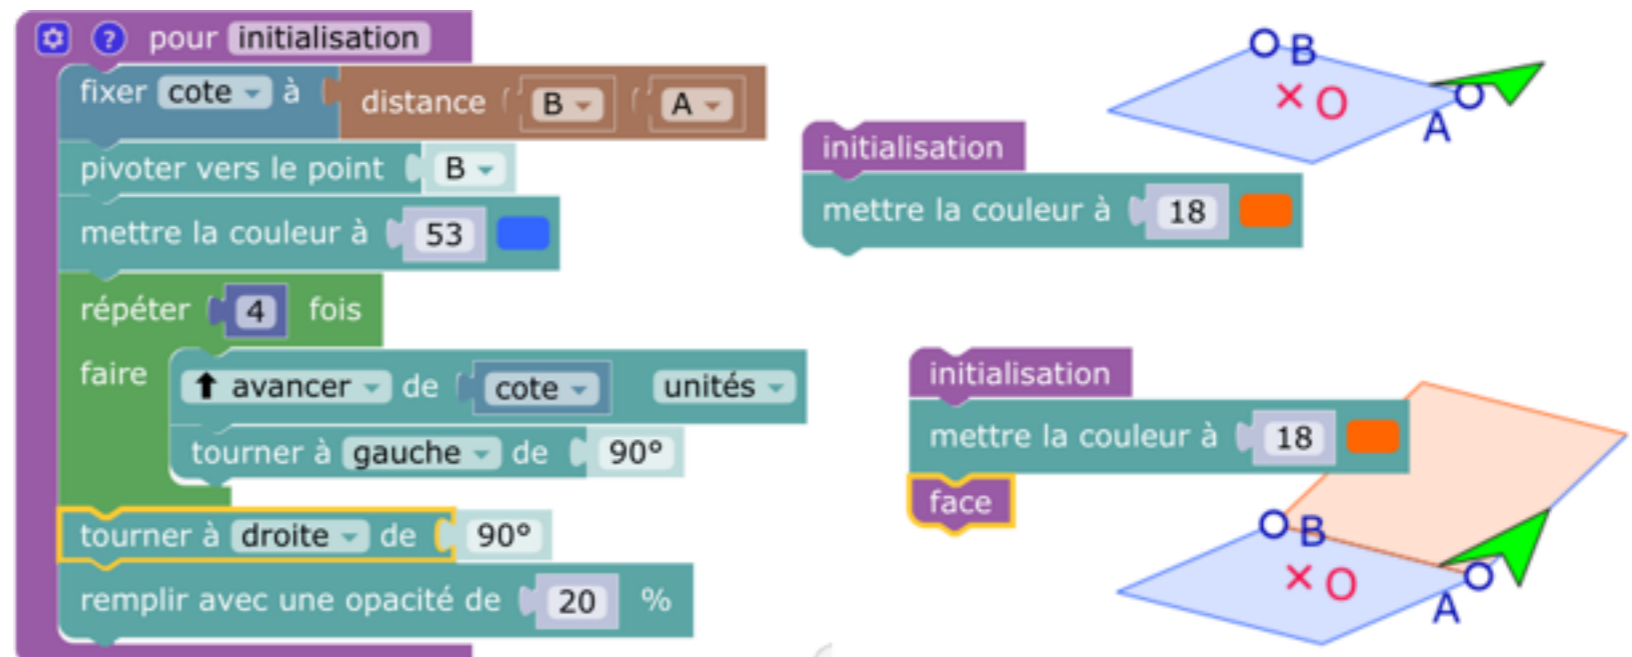 pour initialisation
fixer cote à distance B A
pivoter vers le point B
mettre la couleur à 53
répéter 4 fois
faire avancer de cote unités
tourner à gauche de 90°
tourner à droite de 90°
remplir avec une opacité de 20 %
initialisation
mettre la couleur à 18
B
O
A
initialisation
mettre la couleur à 18
face
B
O
A